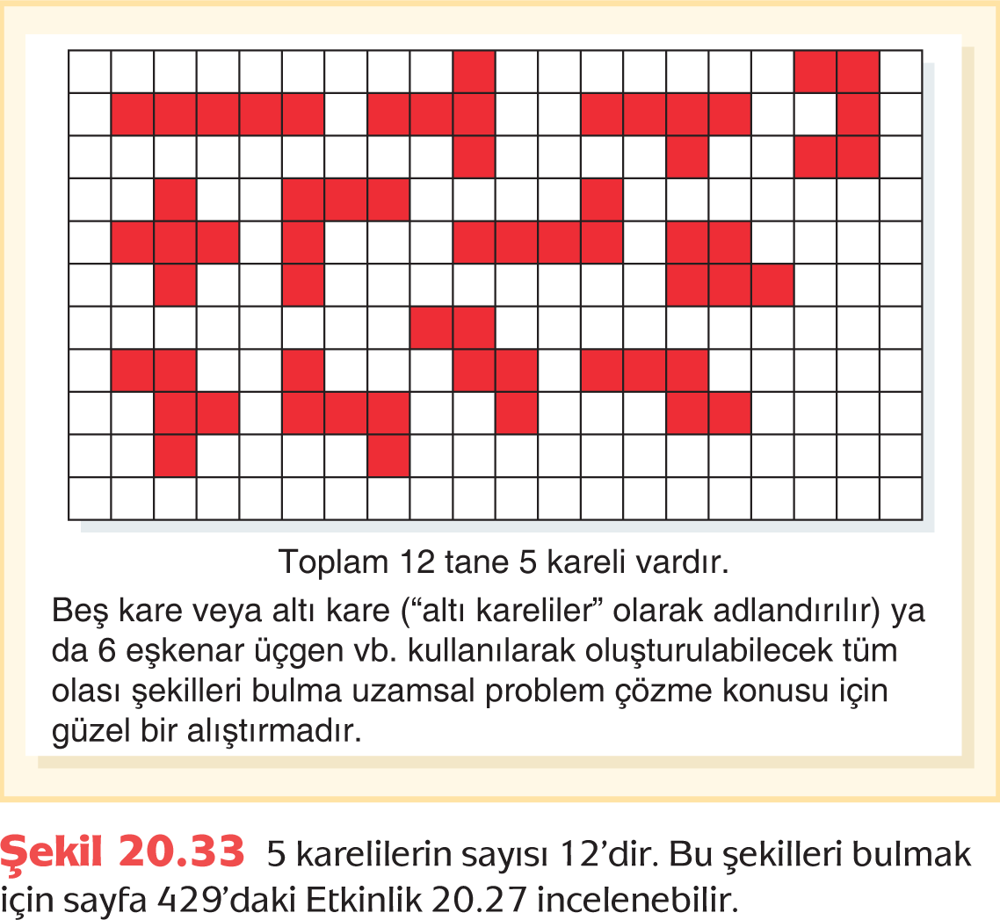 Toplam 12 tane 5 kareli vardır.
Beş kare veya altı kare (“altı kareliler” olarak adlandırılır) ya
da 6 eşkenar üçgen vb. kullanılarak oluşturulabilecek tüm
olası şekilleri bulma uzamsal problem çözme konusu için
güzel bir alıştırmadır.
Şekil 20.33 5 karelilerin sayısı 12’dir. Bu şekilleri bulmak
için sayfa 429’daki Etkinlik 20.27 incelenebilir.